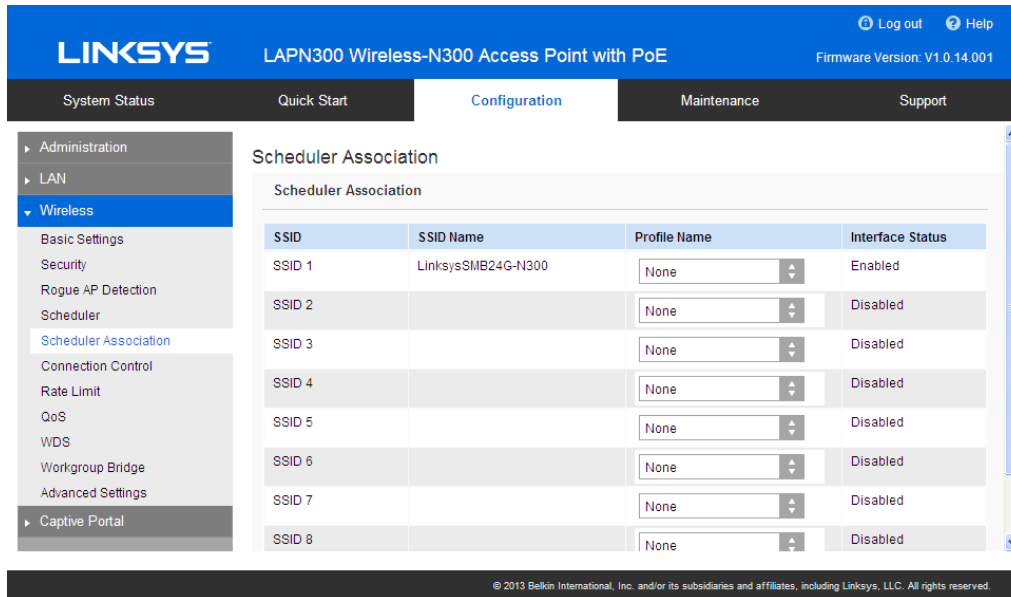 Log out Help
LINKSYS LAPN300 Wireless-N300 Access Point with PoE Firmware Version: V1.0.14.001
System Status Quick Start Configuration Maintenance Support
Administration
LAN
Wireless
Basic Settings
Security
Rogue AP Detection
Scheduler
Scheduler Association
Connection Control
Rate Limit
QoS
WDS
Workgroup Bridge
Advanced Settings
Captive Portal
Scheduler Association
Scheduler Association
SSID SSID Name Profile Name Interface Status
SSID 1 LinksysSMB24G-N300 None Enabled
SSID 2 None Disabled
SSID 3 None Disabled
SSID 4 None Disabled
SSID 5 None Disabled
SSID 6 None Disabled
SSID 7 None Disabled
SSID 8 None Disabled
© 2013 Belkin International, Inc. and/or its subsidiaries and affiliates, including Linksys, LLC. All rights reserved.